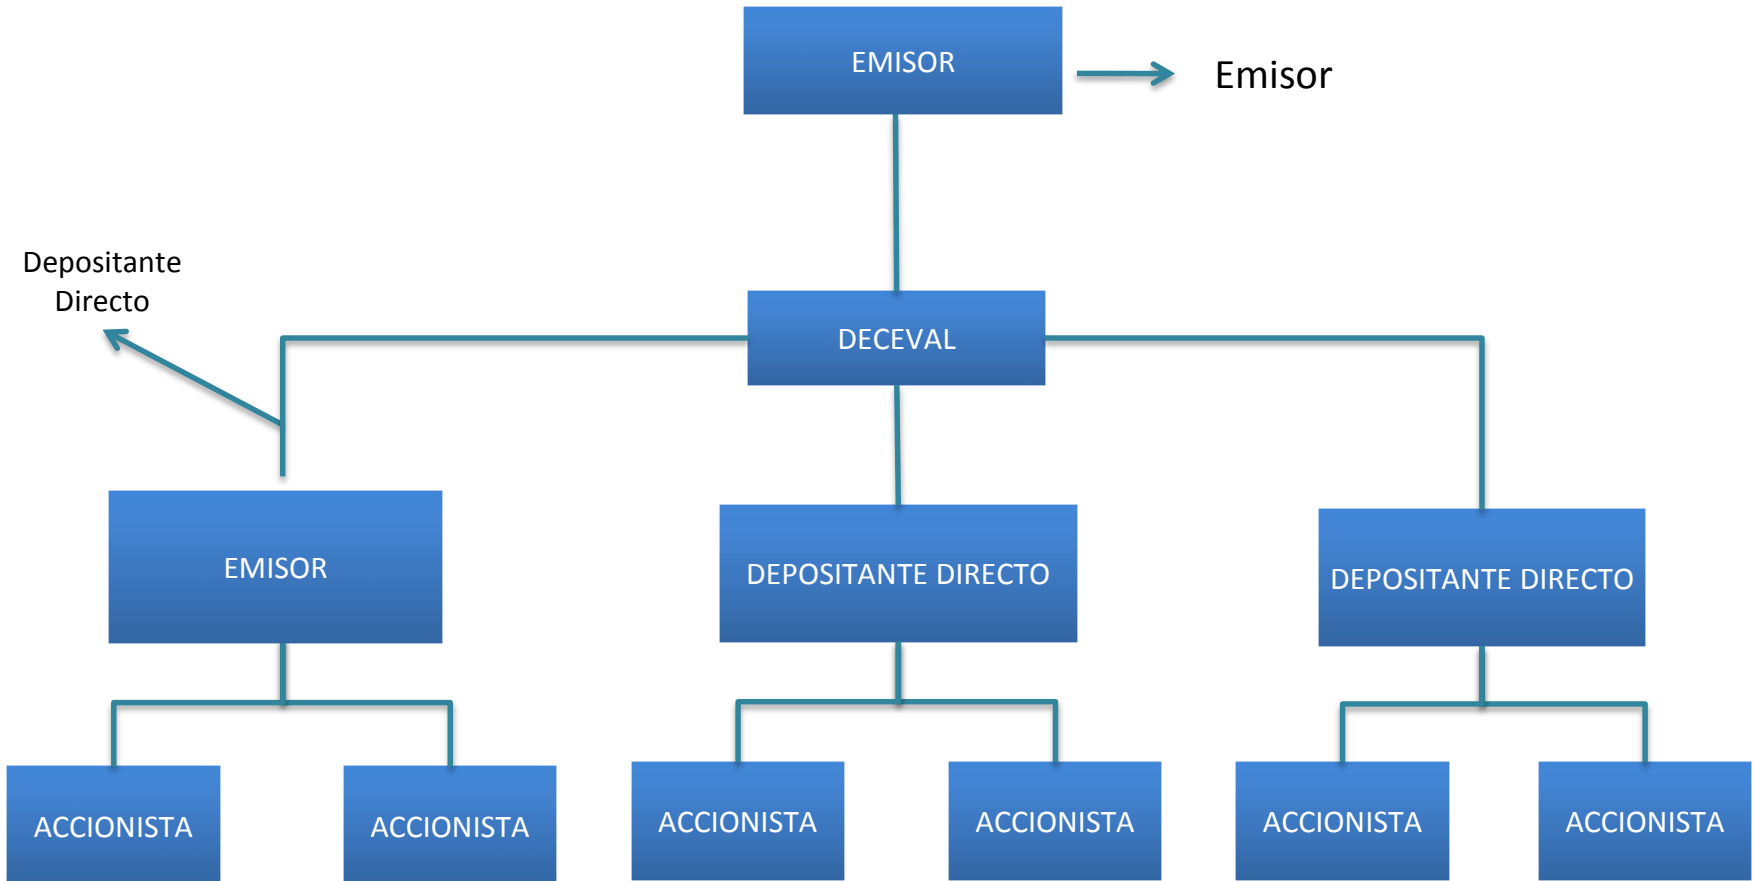 EMISOR
Emisor
Depositante
Directo
DECEVAL
EMISOR
DEPOSITANTE DIRECTO
DEPOSITANTE DIRECTO
ACCIONISTA
ACCIONISTA
ACCIONISTA
ACCIONISTA
ACCIONISTA
ACCIONISTA